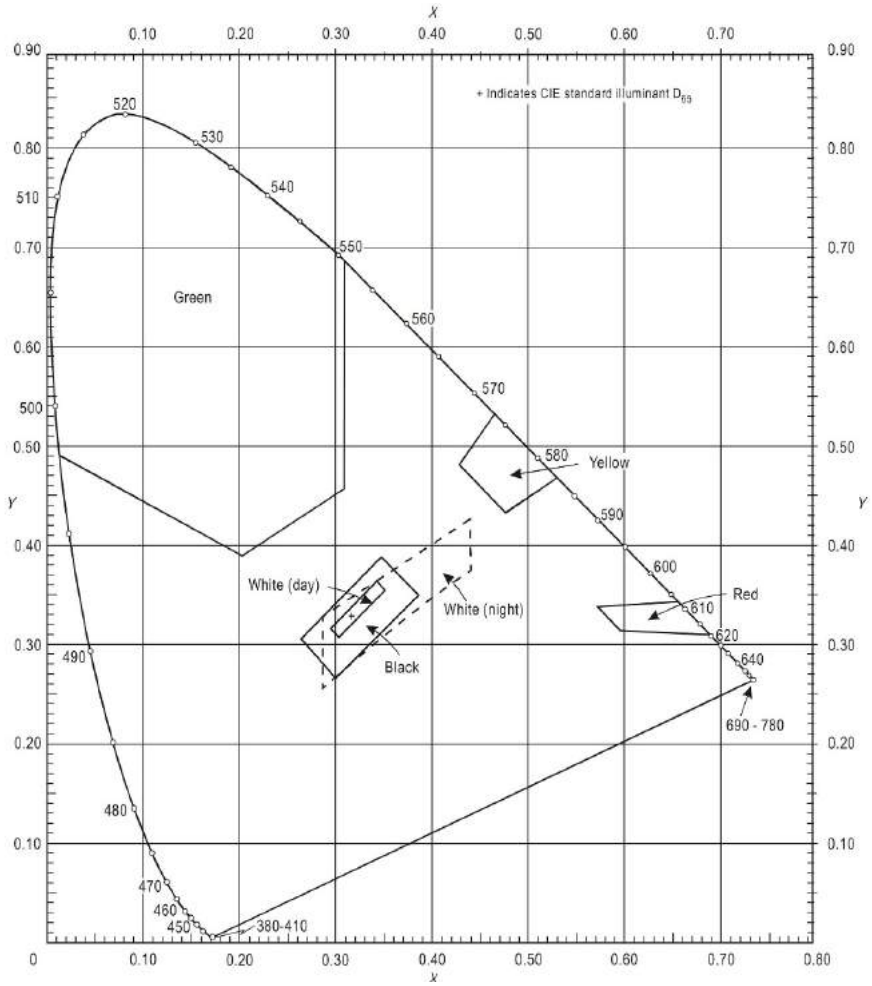 X
0.10 0.20 0.30 0.40 0.50 0.60 0.70
0.90 0.90
+ Indicates CIE standard illuminant D65
520
530
0.80 0.80
540
510
0.70 550 0.70
Green
560
0.60 0.60
570
500
0.50 0.50
580
Yellow
Y Y
590
0.40 0.40
600
White (day)
White (night)
Red
610
0.30 620 0.30
Black
640
490
690 - 780
0.20 0.20
480
0.10 0.10
470
460
450 380-410
0 0.10 0.20 0.30 0.40 0.50 0.60 0.70 0.80
X